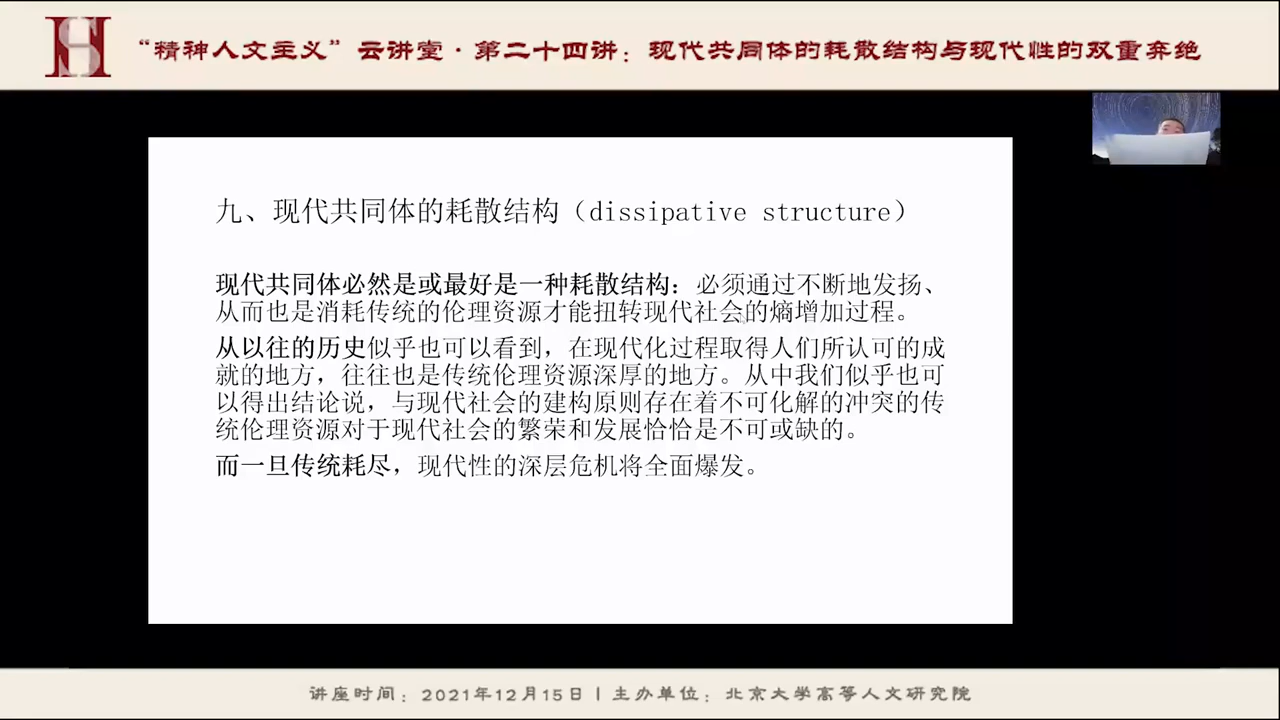 “精神人文主义”云讲堂·第二十四讲：现代共同体的耗散结构与现代性的双重弃绝
九、现代共同体的耗散结构（dissipative structure）
现代共同体必然是或最好是一种耗散结构：必须通过不断地发扬、
从而也是消耗传统的伦理资源才能扭转现代社会的熵增加过程。
从以往的历史似乎也可以看到，在现代化过程取得人们所认可的成
就的地方，往往也是传统伦理资源深厚的地方。从中我们似乎也可
以得出结论说，与现代社会的建构原则存在着不可化解的冲突的传
统伦理资源对于现代社会的繁荣和发展恰恰是不可或缺的。
而一旦传统耗尽，现代性的深层危机将全面爆发。
讲座时间：2021年12月15日丨主办单位：北京大学高等人文研究院